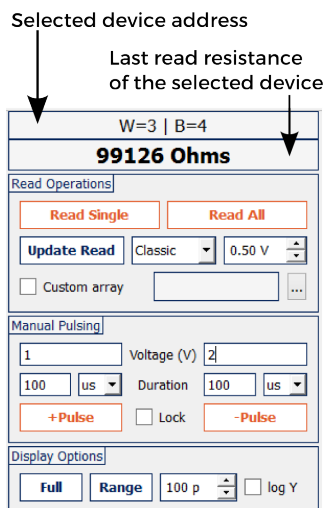 Selected device address
Last read resistance
of the selected device
W=3 | B=4
99126 Ohms
Read Operations
Read Single Read All
Update Read Classic 0.50 V
Custom array ...
Manual Pulsing
1 Voltage (V) 2
100 us Duration 100 us
+Pulse Lock -Pulse
Display Options
Full Range 100 p log Y